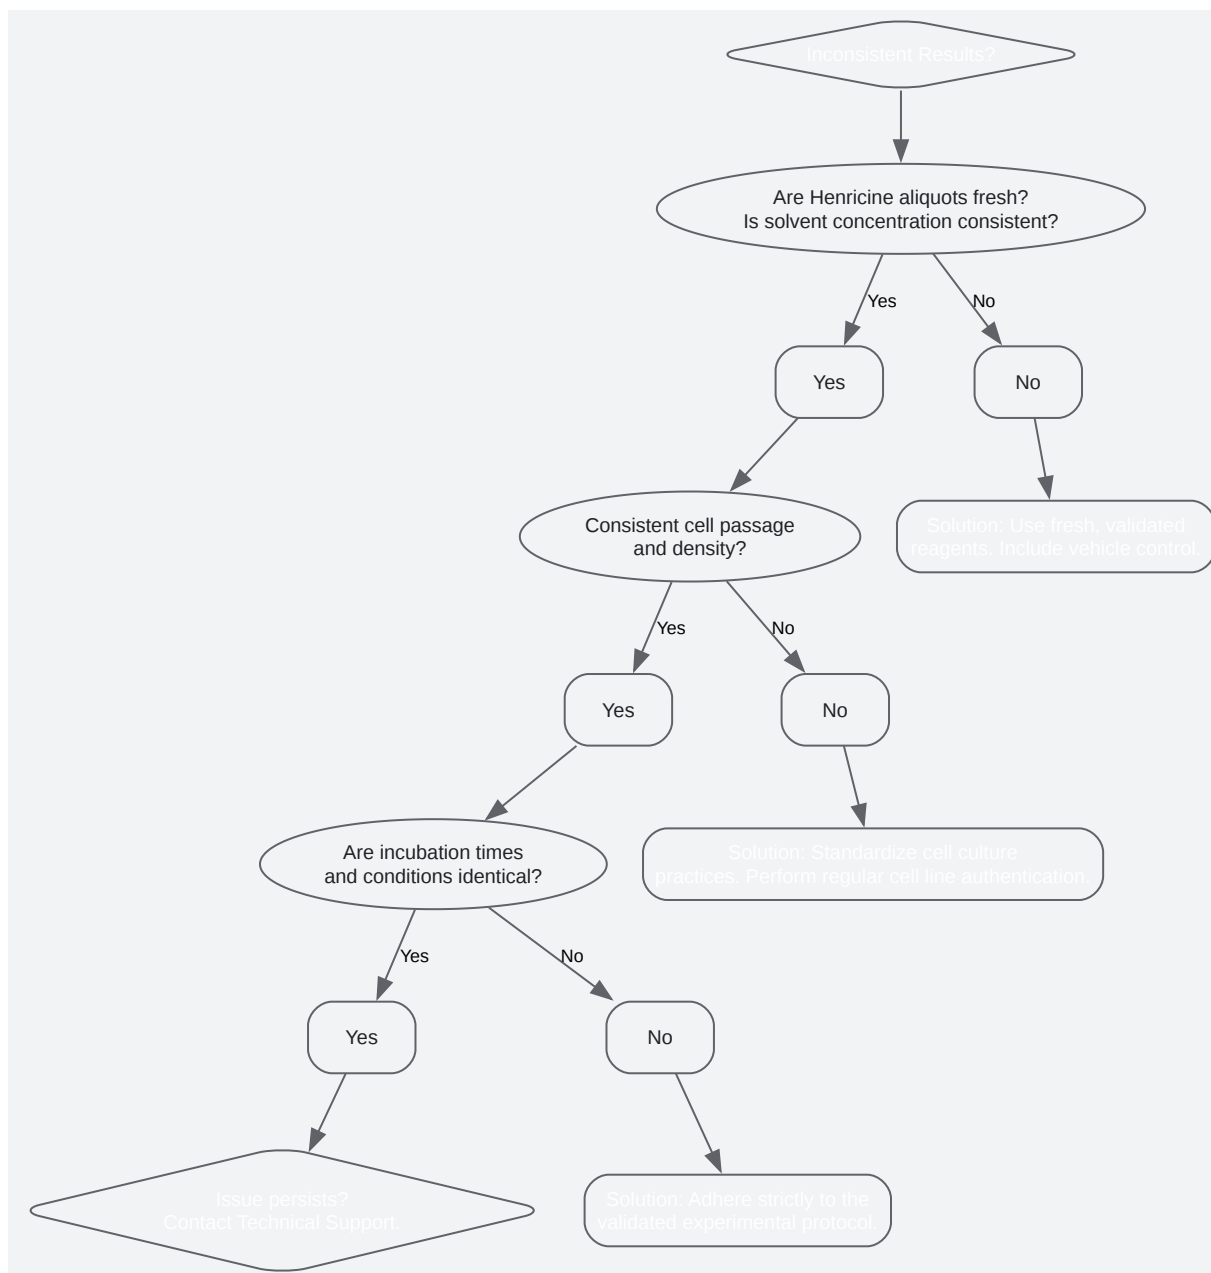 Inconsistent Results?
Are Henricine aliquots fresh?
Is solvent concentration consistent?
Yes
No
Yes
No
Consistent cell passage
and density?
Solution: Use fresh, validated
reagents. Include vehicle control.
Yes
No
Yes
No
Are incubation times
and conditions identical?
Solution: Standardize cell culture
practices. Perform regular cell line authentication.
Yes
No
Yes
No
Issue persists?
Contact Technical Support.
Solution: Adhere strictly to the
validated experimental protocol.